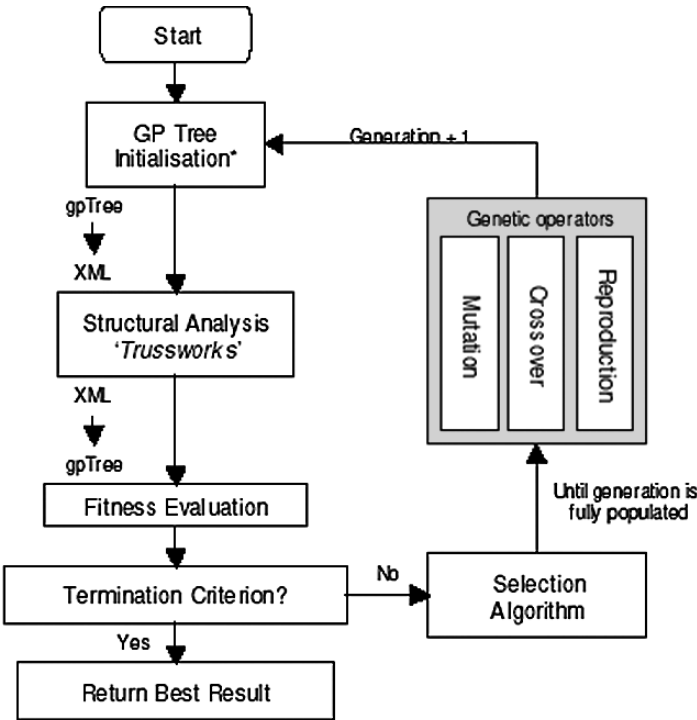 Start
GP Tree
Initialisation*
Generation + 1
gpTree
XML
Genetic operators
Mutation
Crossover
Reproduction
Structural Analysis
‘Trussworks’
XML
gpTree
Until generation is
fully populated
Fitness Evaluation
Termination Criterion?
No
Selection
Algorithm
Yes
Return Best Result